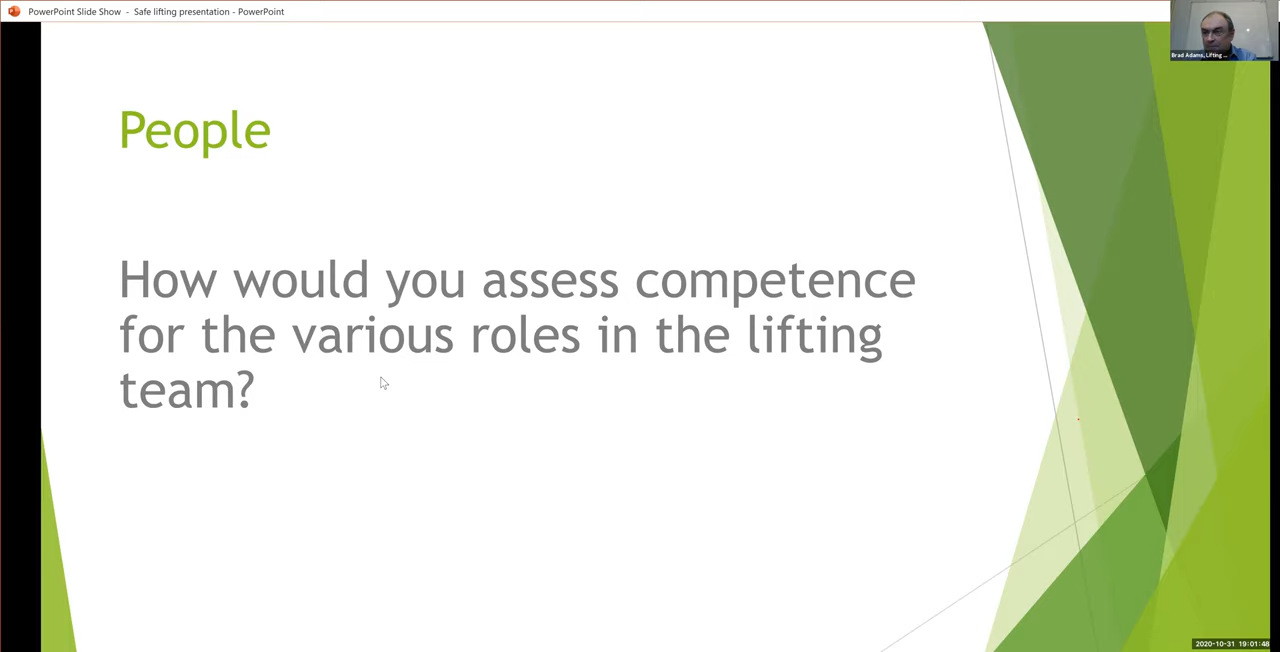 PowerPoint Slide Show - Safe lifting presentation - PowerPoint
Brad Adams, Lifting ...
People
How would you assess competence
for the various roles in the lifting
team?
2020-10-31 19:01:48